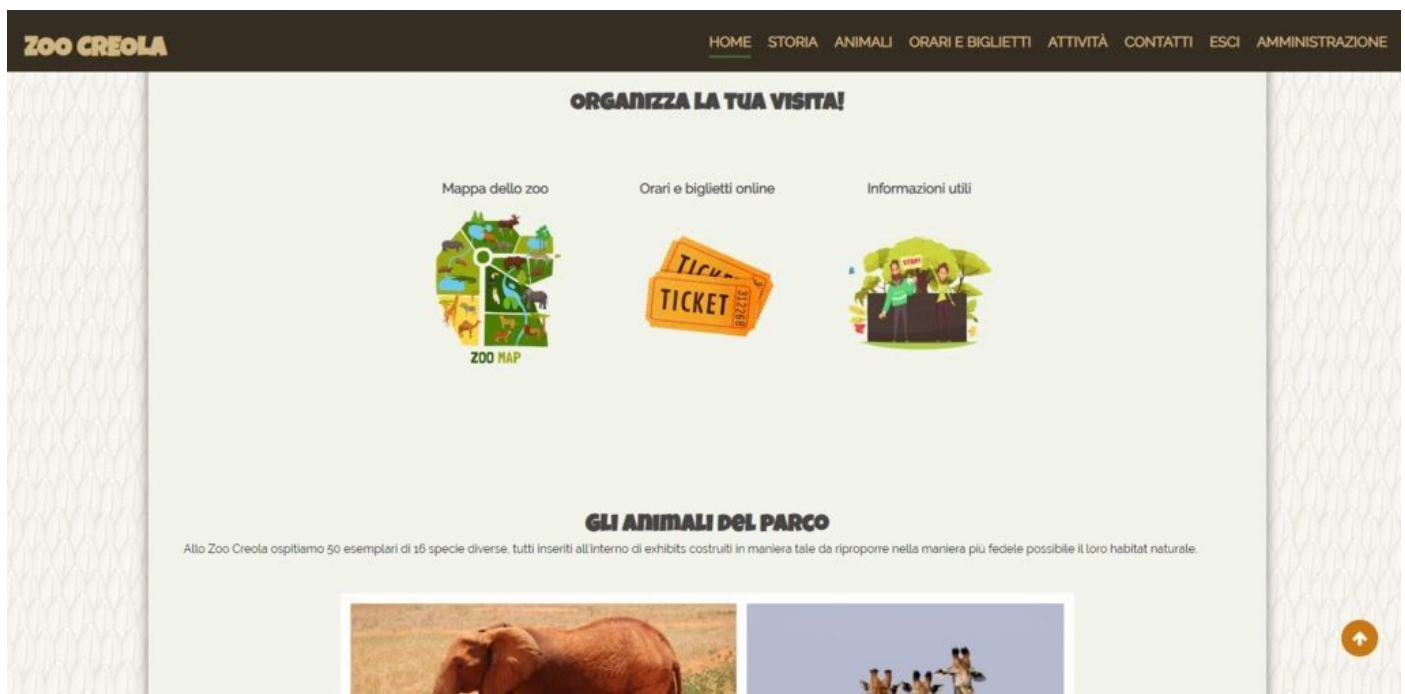 ZOO CREOLA
HOME STORIA ANIMALI ORARI E BIGLIETTI ATTIVITÀ CONTATTI ESCI AMMINISTRAZIONE
ORGANIZZA LA TUA VISITA!
Mappa dello zoo
Orari e biglietti online
Informazioni utili
ZOO MAP
TICKET
312268
STOP!
GLI ANIMALI DEL PARCO
Allo Zoo Creola ospitiamo 50 esemplari di 16 specie diverse, tutti inseriti all'interno di exhibits costruiti in maniera tale da riproporre nella maniera più fedele possibile il loro habitat naturale.